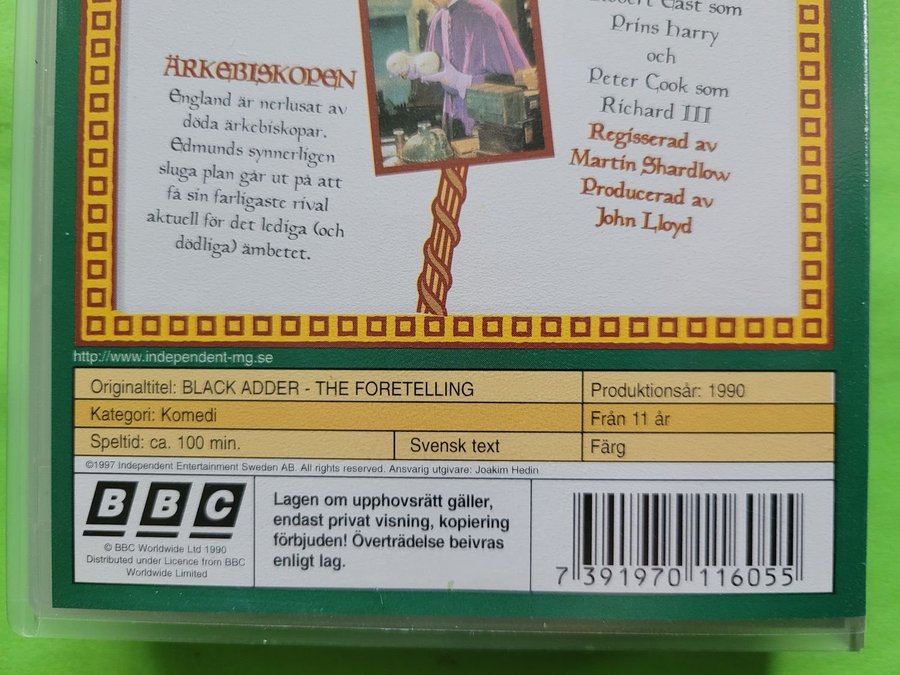 ÄRKEBISKOPEN
England är nerlusat av
döda ärkebiskopar.
Edmunds synnerligen
sluga plan går ut på att
få sin farligaste rival
aktuell för det lediga (och
dödliga) ämbetet.
East som
Prins harry
och
Peter Cook som
Richard III
Regisserad av
Martin Shardlow
Producerad av
John Lloyd
http://www.independent-mg.se
Originaltitel: BLACK ADDER - THE FORETELLING
Produktionsår: 1990
Kategori: Komedi
Från 11 år
Speltid: ca. 100 min.
Svensk text
Färg
©1997 Independent Entertainment Sweden AB. All rights reserved. Ansvarig utgivare: Joakim Hedin
BBC
© BBC Worldwide Ltd 1990
Distributed under Licence from BBC
Worldwide Limited
Lagen om upphovsrätt gäller,
endast privat visning, kopiering
förbjuden! Överträdelse beivras
enligt lag.
7 391970 116055